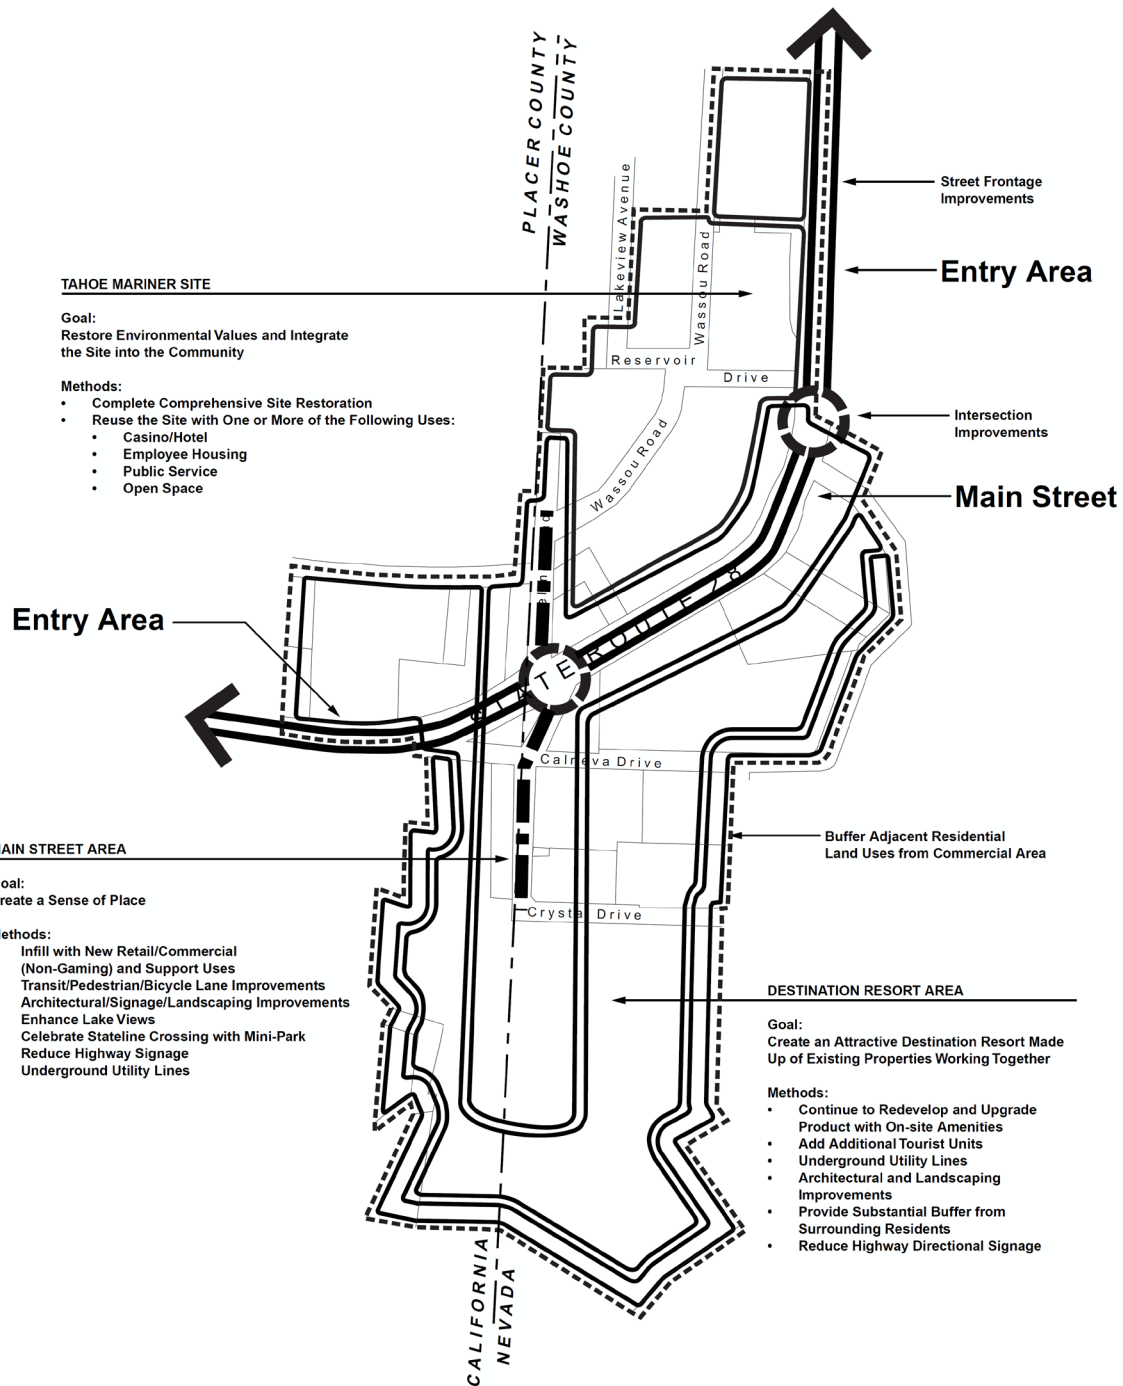 PLACER COUNTY
WASHOE COUNTY
Street Frontage
Improvements
Entry Area
Lakeview Avenue
Wassou Road
TAHOE MARINER SITE
Goal:
Restore Environmental Values and Integrate
the Site into the Community
Methods:
• Complete Comprehensive Site Restoration
• Reuse the Site with One or More of the Following Uses:
• Casino/Hotel
• Employee Housing
• Public Service
• Open Space
Reservoir
Drive
Intersection
Improvements
Wassou Road
Main Street
Entry Area
STATE ROUTE 28
Calneva Drive
Buffer Adjacent Residential
Land Uses from Commercial Area
AIN STREET AREA
oal:
reate a Sense of Place
ethods:
Infill with New Retail/Commercial
(Non-Gaming) and Support Uses
Transit/Pedestrian/Bicycle Lane Improvements
Architectural/Signage/Landscaping Improvements
Enhance Lake Views
Celebrate Stateline Crossing with Mini-Park
Reduce Highway Signage
Underground Utility Lines
Crystal Drive
DESTINATION RESORT AREA
Goal:
Create an Attractive Destination Resort Made
Up of Existing Properties Working Together
Methods:
• Continue to Redevelop and Upgrade
Product with On-site Amenities
• Add Additional Tourist Units
• Underground Utility Lines
• Architectural and Landscaping
Improvements
• Provide Substantial Buffer from
Surrounding Residents
• Reduce Highway Directional Signage
CALIFORNIA
NEVADA